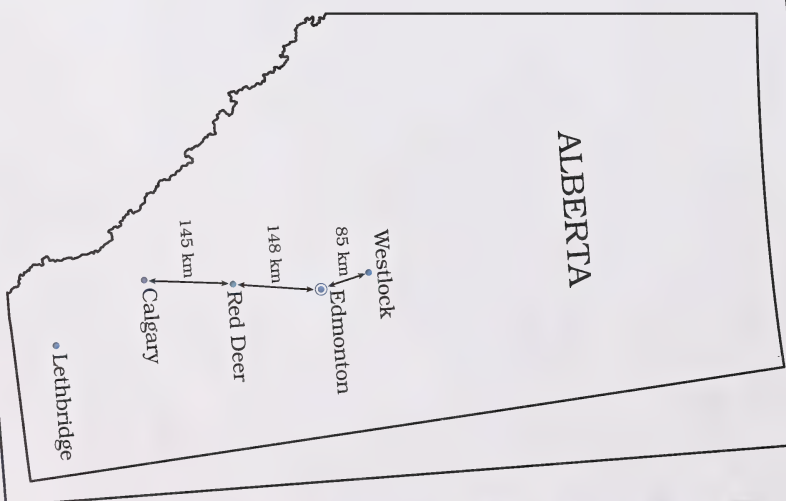 ALBERTA
Westlock
85 km
Edmonton
148 km
Red Deer
145 km
Calgary
Lethbridge